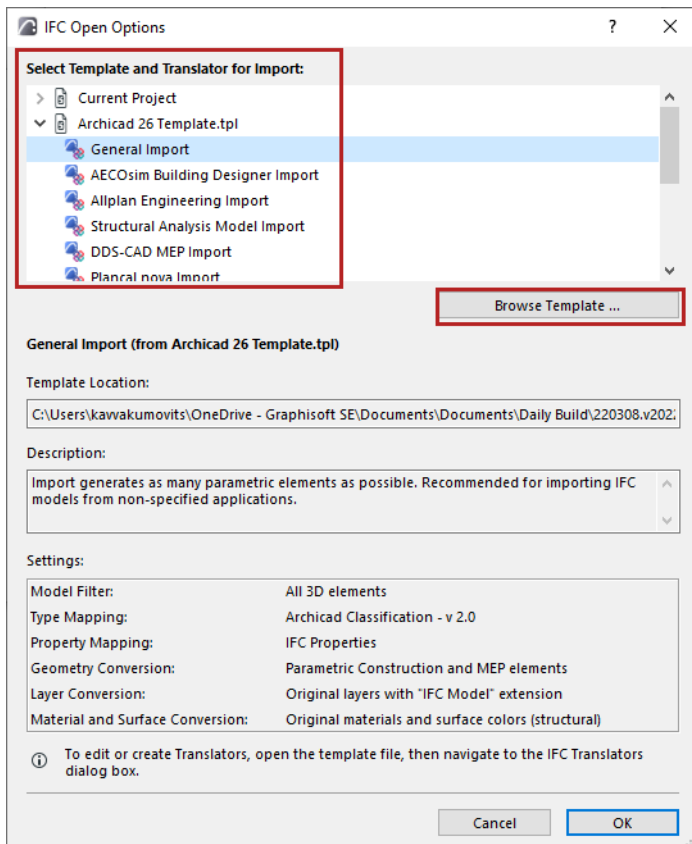 IFC Open Options
Select Template and Translator for Import:
Current Project
Archicad 26 Template.tpl
General Import
AECOsim Building Designer Import
Allplan Engineering Import
Structural Analysis Model Import
DDS-CAD MEP Import
Plancal nova Import
Browse Template ...
General Import (from Archicad 26 Template.tpl)
Template Location:
C:\Users\kavvakumovits\OneDrive - Graphisoft SE\Documents\Documents\Daily Build\220308.v2022
Description:
Import generates as many parametric elements as possible. Recommended for importing IFC
models from non-specified applications.
Settings:
Model Filter: All 3D elements
Type Mapping: Archicad Classification - v 2.0
Property Mapping: IFC Properties
Geometry Conversion: Parametric Construction and MEP elements
Layer Conversion: Original layers with "IFC Model" extension
Material and Surface Conversion: Original materials and surface colors (structural)
To edit or create Translators, open the template file, then navigate to the IFC Translators
dialog box.
Cancel OK